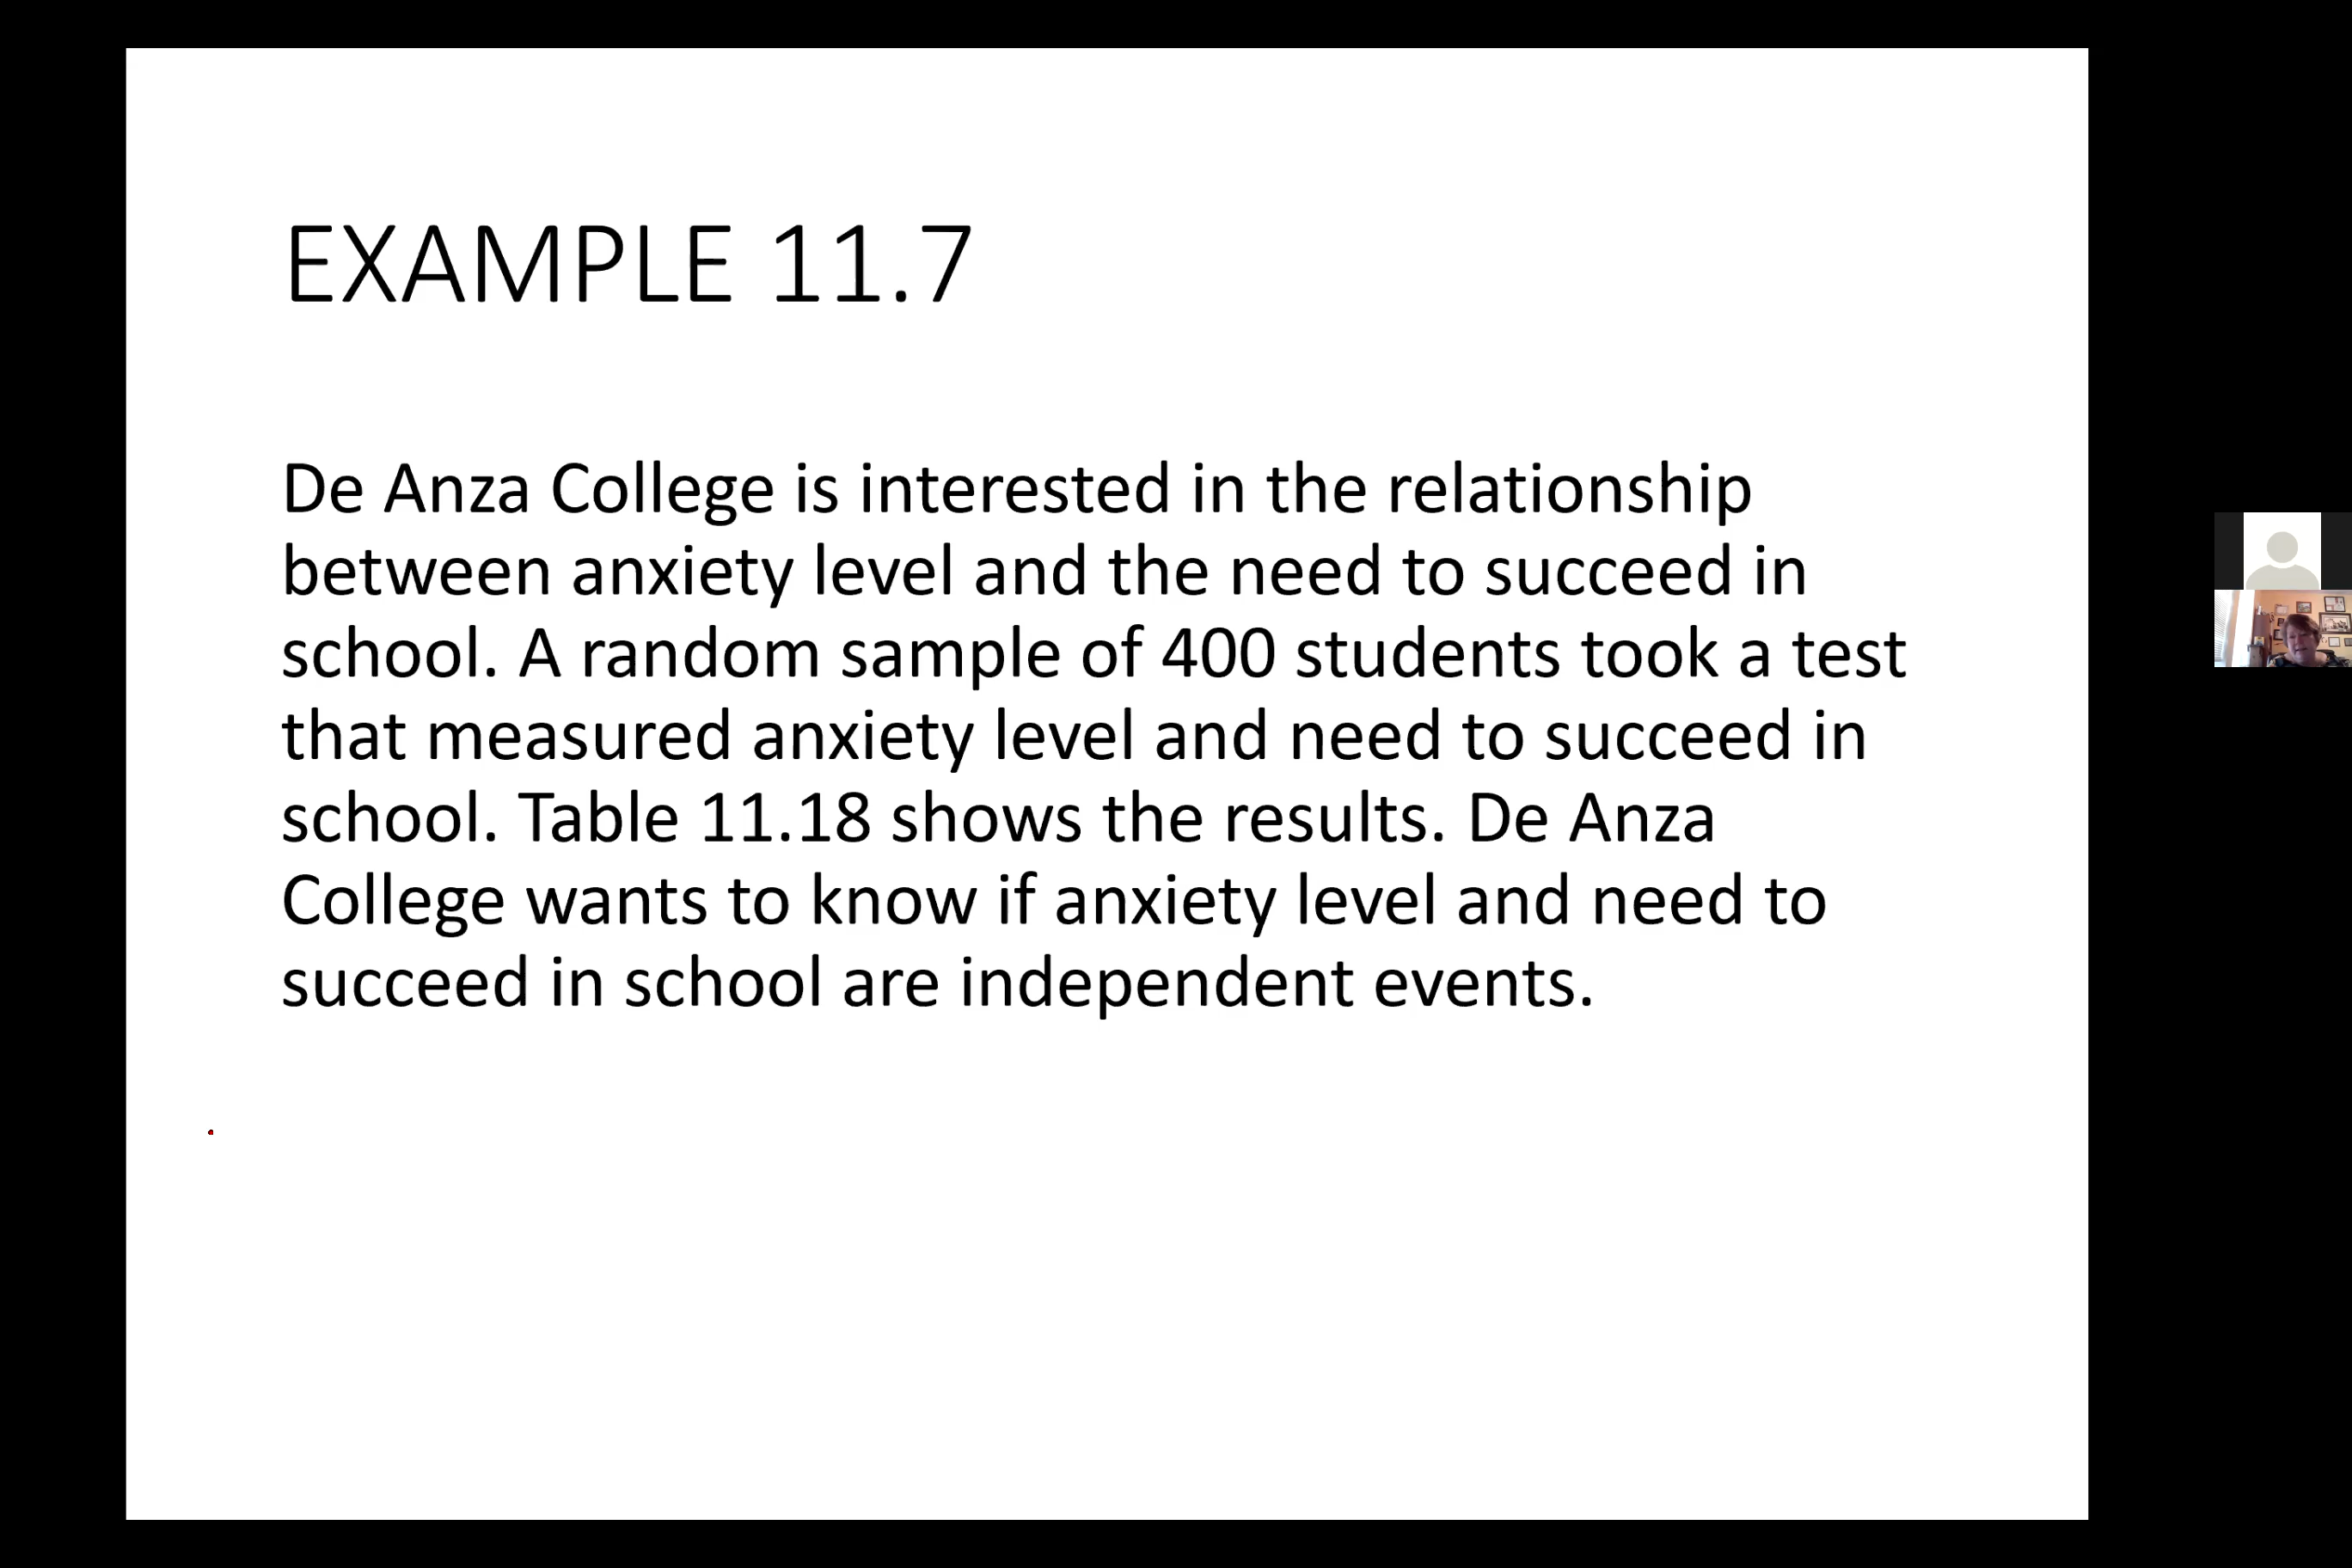 EXAMPLE 11.7
De Anza College is interested in the relationship
between anxiety level and the need to succeed in
school. A random sample of 400 students took a test
that measured anxiety level and need to succeed in
school. Table 11.18 shows the results. De Anza
College wants to know if anxiety level and need to
succeed in school are independent events.